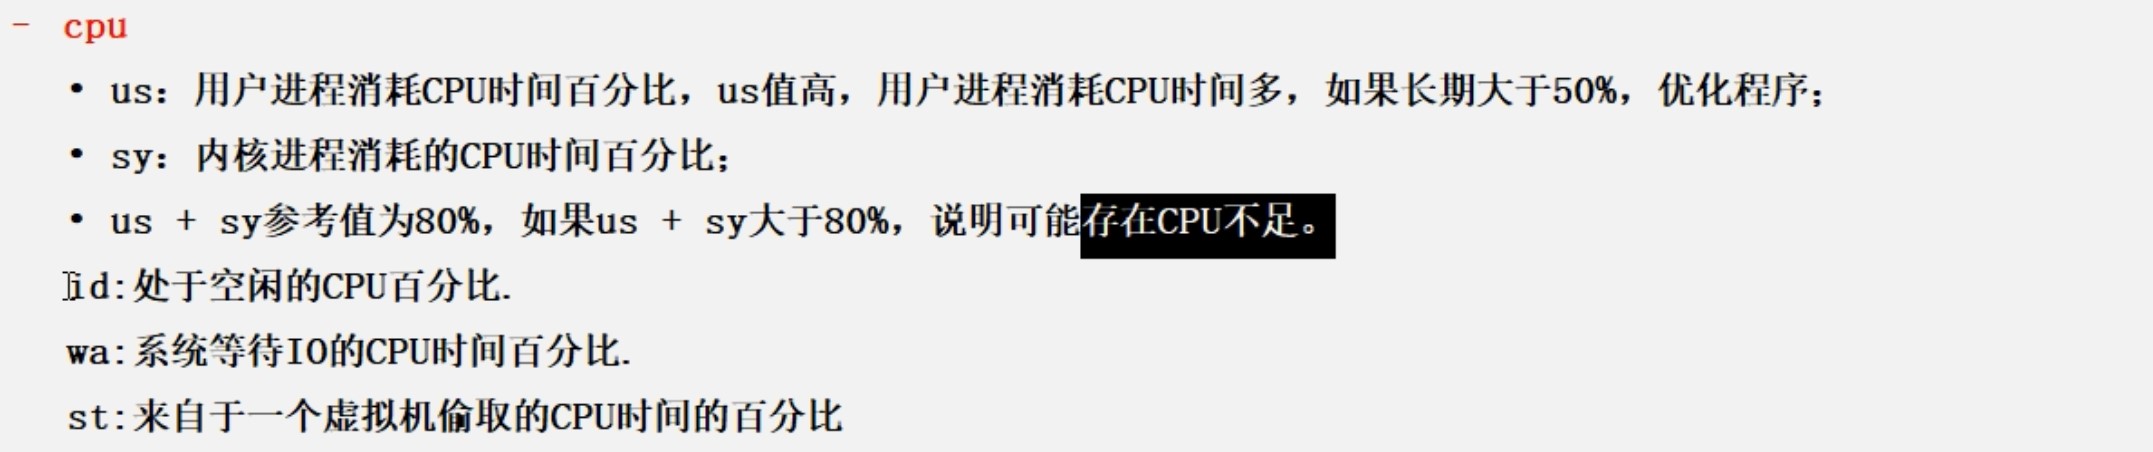 - cpu
• us：用户进程消耗CPU时间百分比，us值高，用户进程消耗CPU时间多，如果长期大于50%，优化程序；
• sy：内核进程消耗的CPU时间百分比；
• us + sy参考值为80%，如果us + sy大于80%，说明可能存在CPU不足。
id:处于空闲的CPU百分比.
wa:系统等待IO的CPU时间百分比.
st:来自于一个虚拟机偷取的CPU时间的百分比